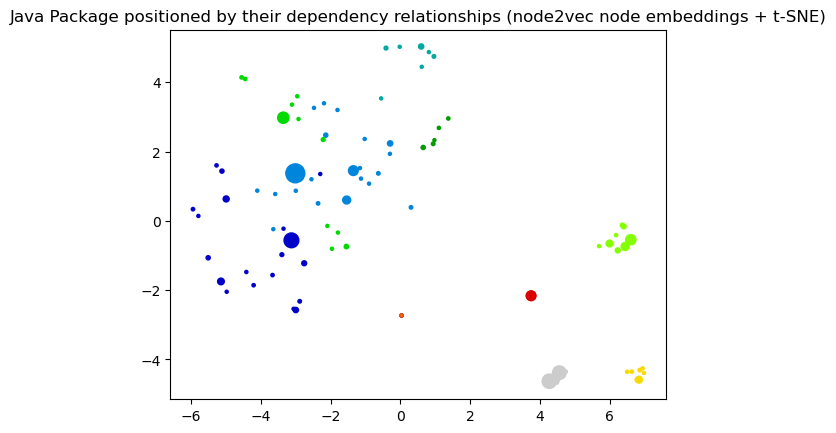 Java Package positioned by their dependency relationships (node2vec node embeddings + t-SNE)
4
2
0
−2
−4
−6 −4 −2 0 2 4 6